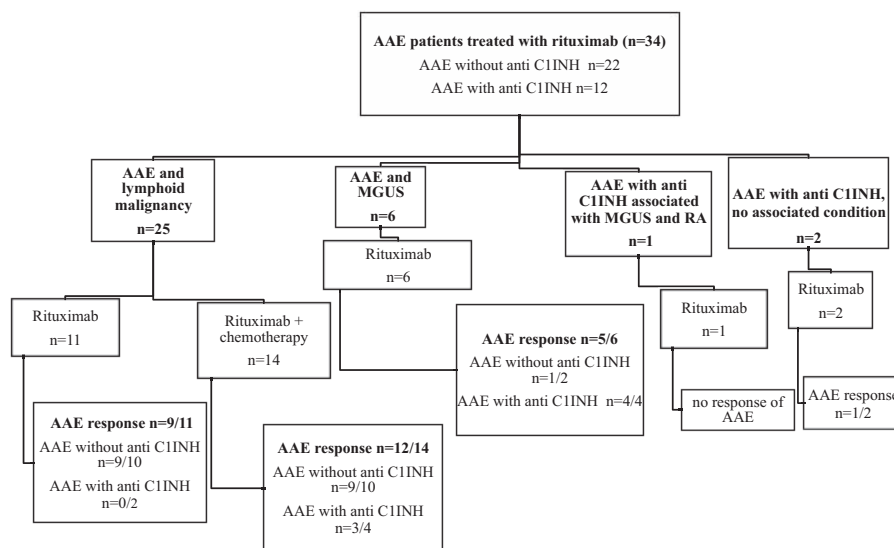 AAE patients treated with rituximab (n=34)
AAE without anti C1INH n=22
AAE with anti C1INH n=12
AAE and
lymphoid
malignancy
n=25
AAE and
MGUS
n=6
AAE with anti
C1INH associated
with MGUS and RA
n=1
AAE with anti C1INH,
no associated condition
n=2
Rituximab
n=11
Rituximab +
chemotherapy
n=14
Rituximab
n=6
Rituximab
n=1
Rituximab
n=2
AAE response n=9/11
AAE without anti C1INH
n=9/10
AAE with anti C1INH
n=0/2
AAE response n=12/14
AAE without anti C1INH
n=9/10
AAE with anti C1INH
n=3/4
AAE response n=5/6
AAE without anti C1INH
n=1/2
AAE with anti C1INH n=4/4
no response of
AAE
AAE response
n=1/2